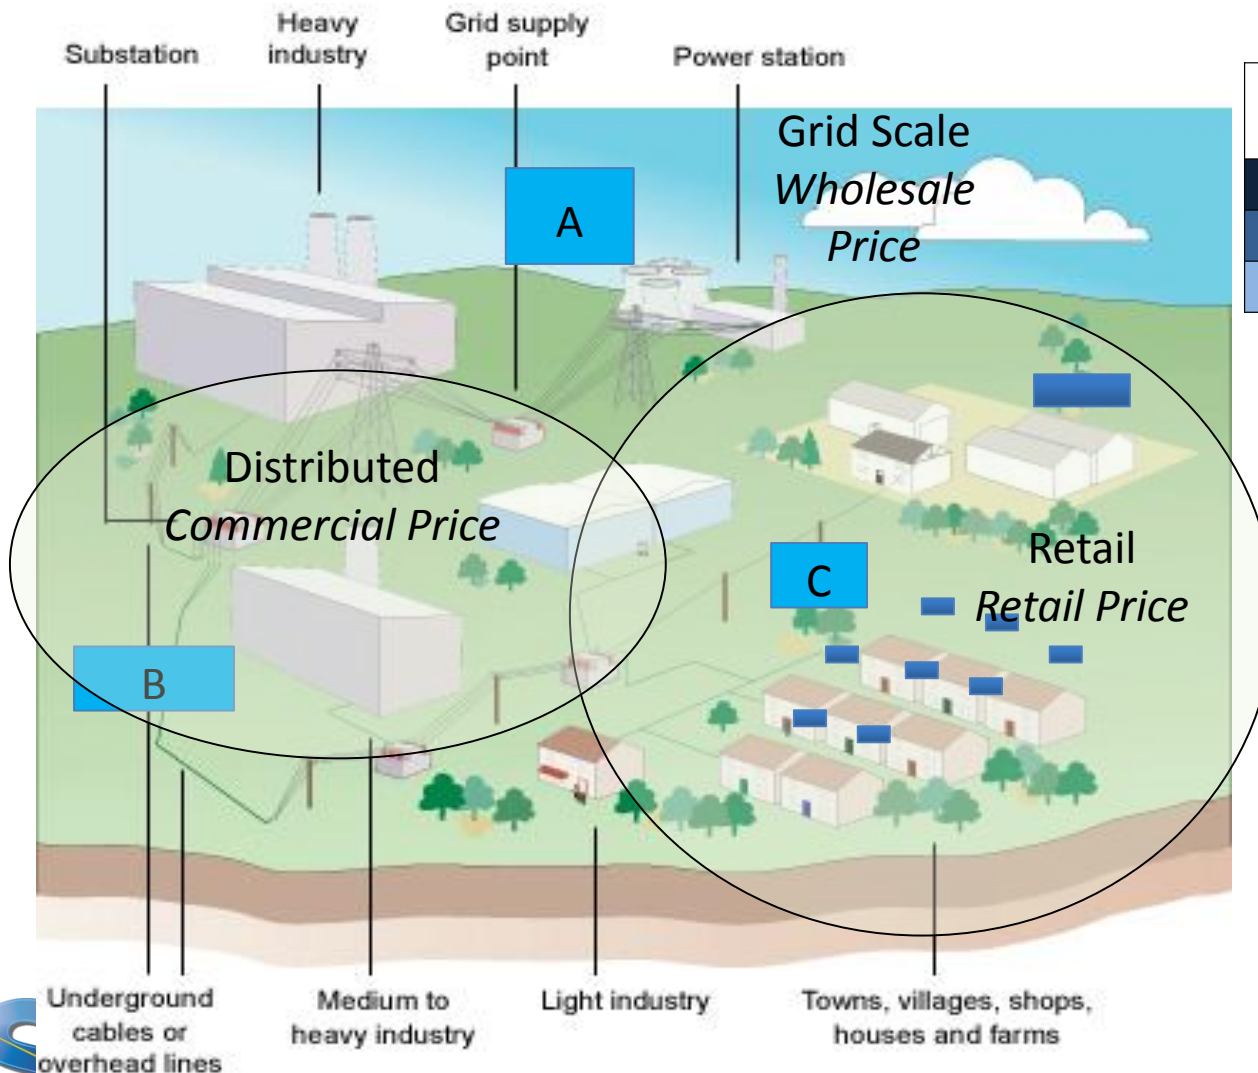 Substation
Heavy
industry
Grid supply
point
Power station
Grid Scale
Wholesale
Price
A
Distributed
Commercial Price
C
Retail
Retail Price
B
Underground
cables or
overhead lines
Medium to
heavy industry
Light industry
Towns, villages, shops,
houses and farms